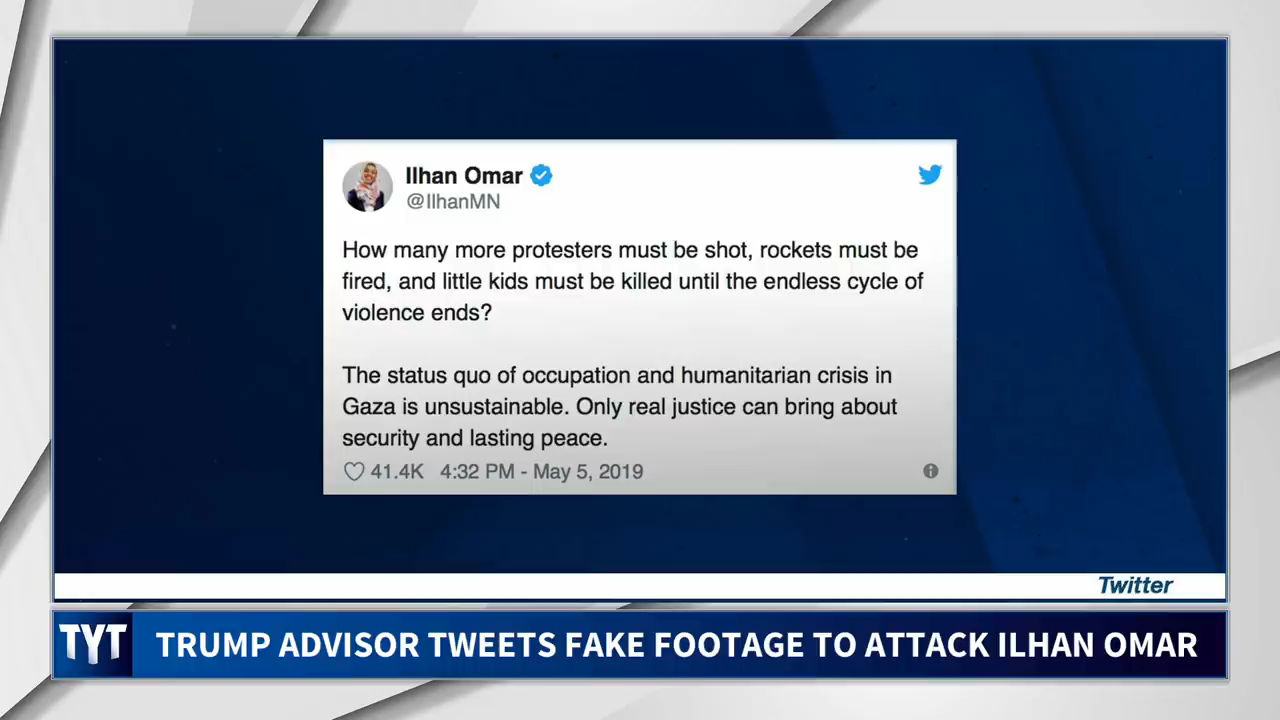 Ilhan Omar
@IlhanMN
How many more protesters must be shot, rockets must be
fired, and little kids must be killed until the endless cycle of
violence ends?
The status quo of occupation and humanitarian crisis in
Gaza is unsustainable. Only real justice can bring about
security and lasting peace.
41.4K 4:32 PM - May 5, 2019
Twitter
TYT TRUMP ADVISOR TWEETS FAKE FOOTAGE TO ATTACK ILHAN OMAR